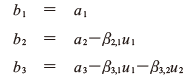 b₁ = a₁
b₂ = a₂−β₂,₁u₁
b₃ = a₃−β₃,₁u₁−β₃,₂u₂